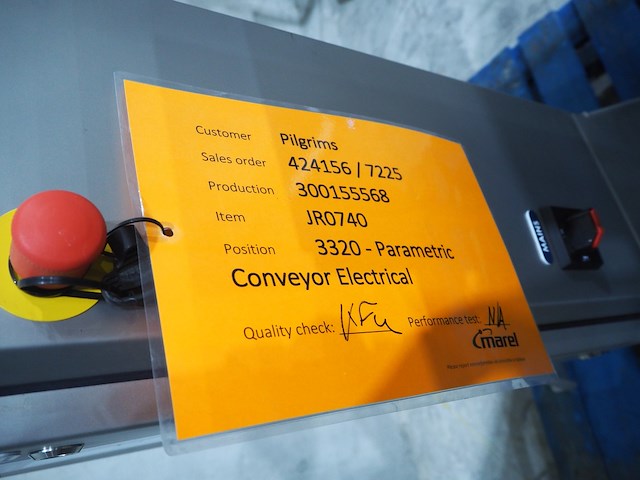 Customer Pilgrims
Sales order 424156 / 7225
Production 300155568
Item JR0740
Position 3320 - Parametric
Conveyor Electrical
Quality check: Performance test: NA
marel
MAINS